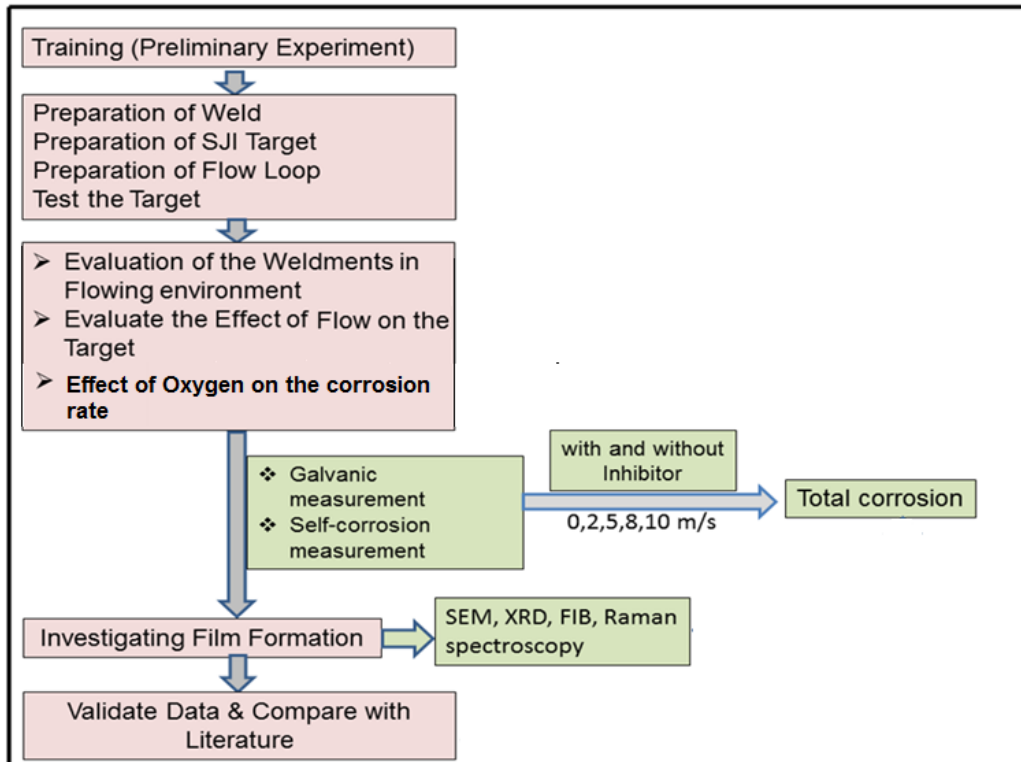 Training (Preliminary Experiment)
Preparation of Weld
Preparation of SJI Target
Preparation of Flow Loop
Test the Target
➢ Evaluation of the Weldments in
Flowing environment
➢ Evaluate the Effect of Flow on the
Target
➢ Effect of Oxygen on the corrosion
rate
❖ Galvanic
measurement
❖ Self-corrosion
measurement
with and without
Inhibitor
0,2,5,8,10 m/s
Total corrosion
Investigating Film Formation
SEM, XRD, FIB, Raman
spectroscopy
Validate Data & Compare with
Literature